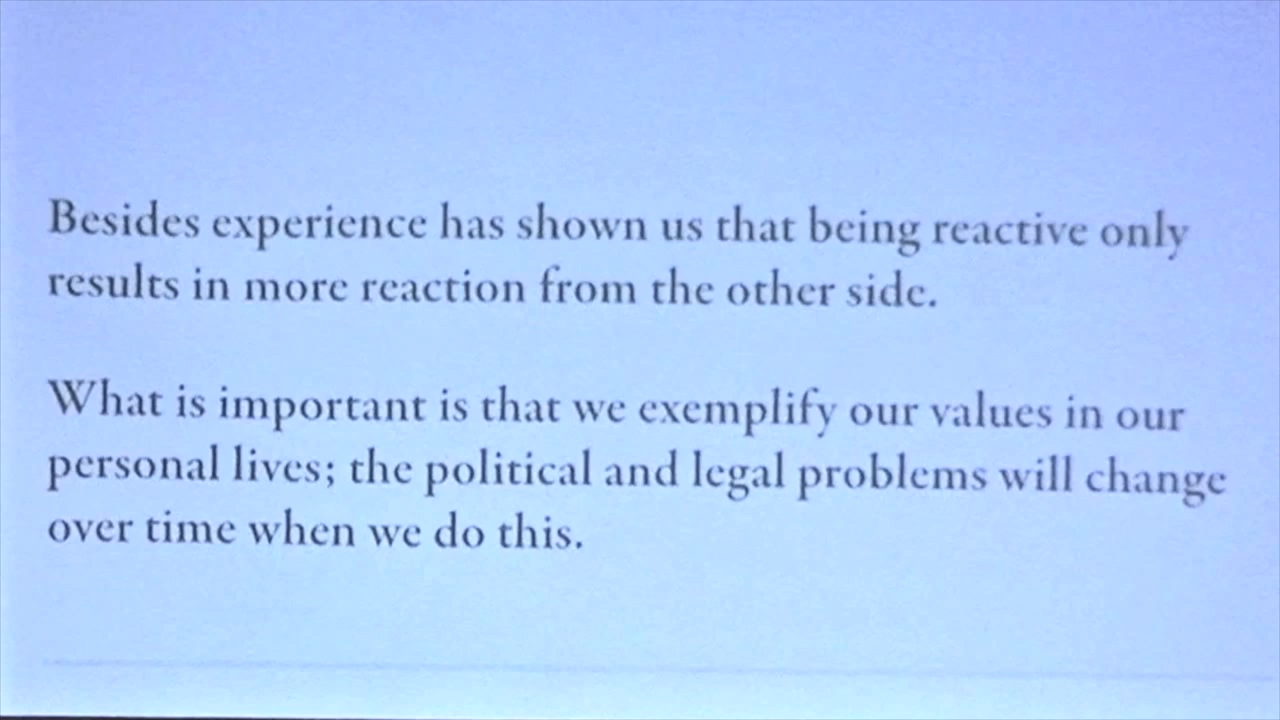 Besides experience has shown us that being reactive only
results in more reaction from the other side.
What is important is that we exemplify our values in our
personal lives; the political and legal problems will change
over time when we do this.